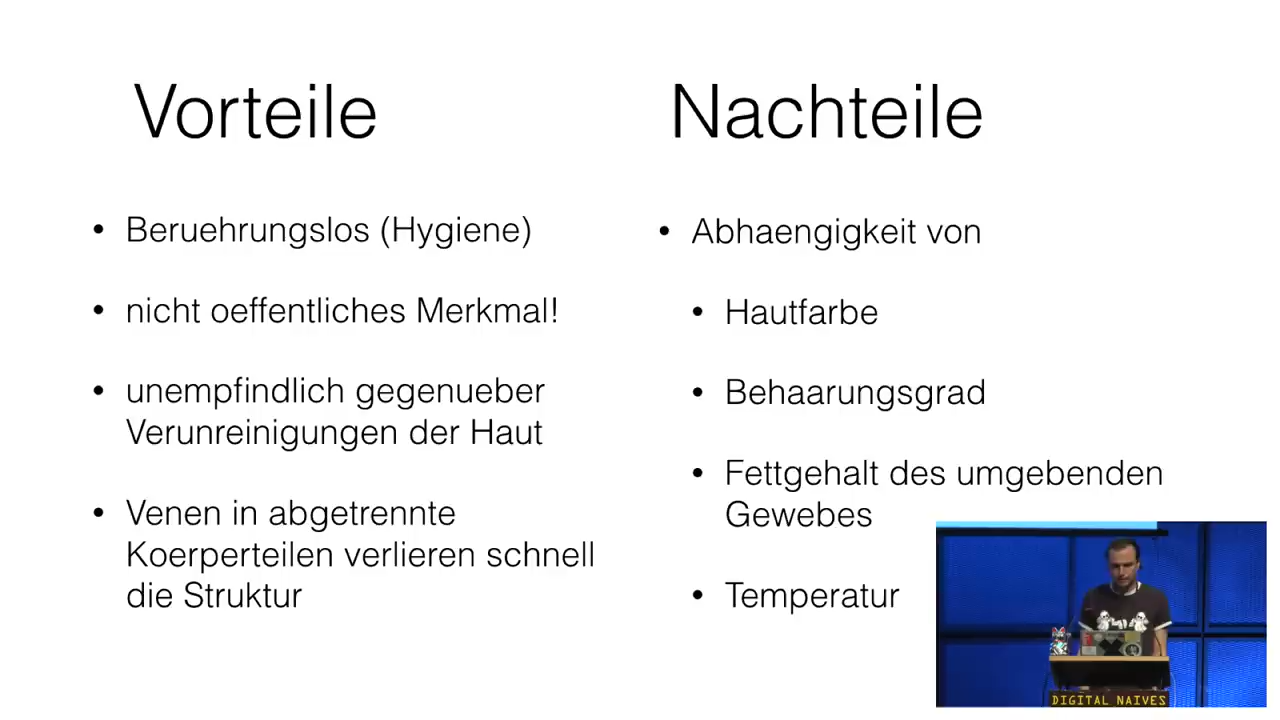 Vorteile
• Beruehrungslos (Hygiene)
• nicht oeffentliches Merkmal!
• unempfindlich gegenueber
Verunreinigungen der Haut
• Venen in abgetrennte
Koerperteilen verlieren schnell
die Struktur
Nachteile
• Abhaengigkeit von
• Hautfarbe
• Behaarungsgrad
• Fettgehalt des umgebenden
Gewebes
• Temperatur
DIGITAL NAIVES